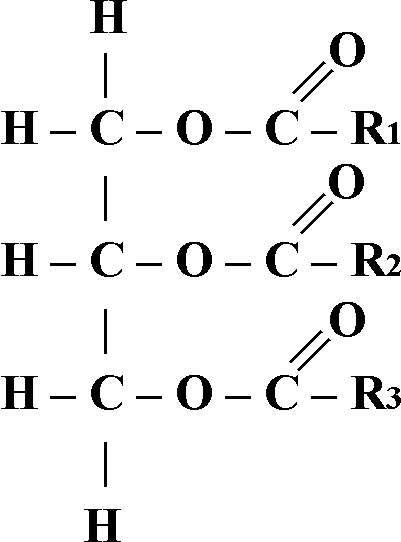 H
O
H – C – O – C – R1
O
H – C – O – C – R2
O
H – C – O – C – R3
H